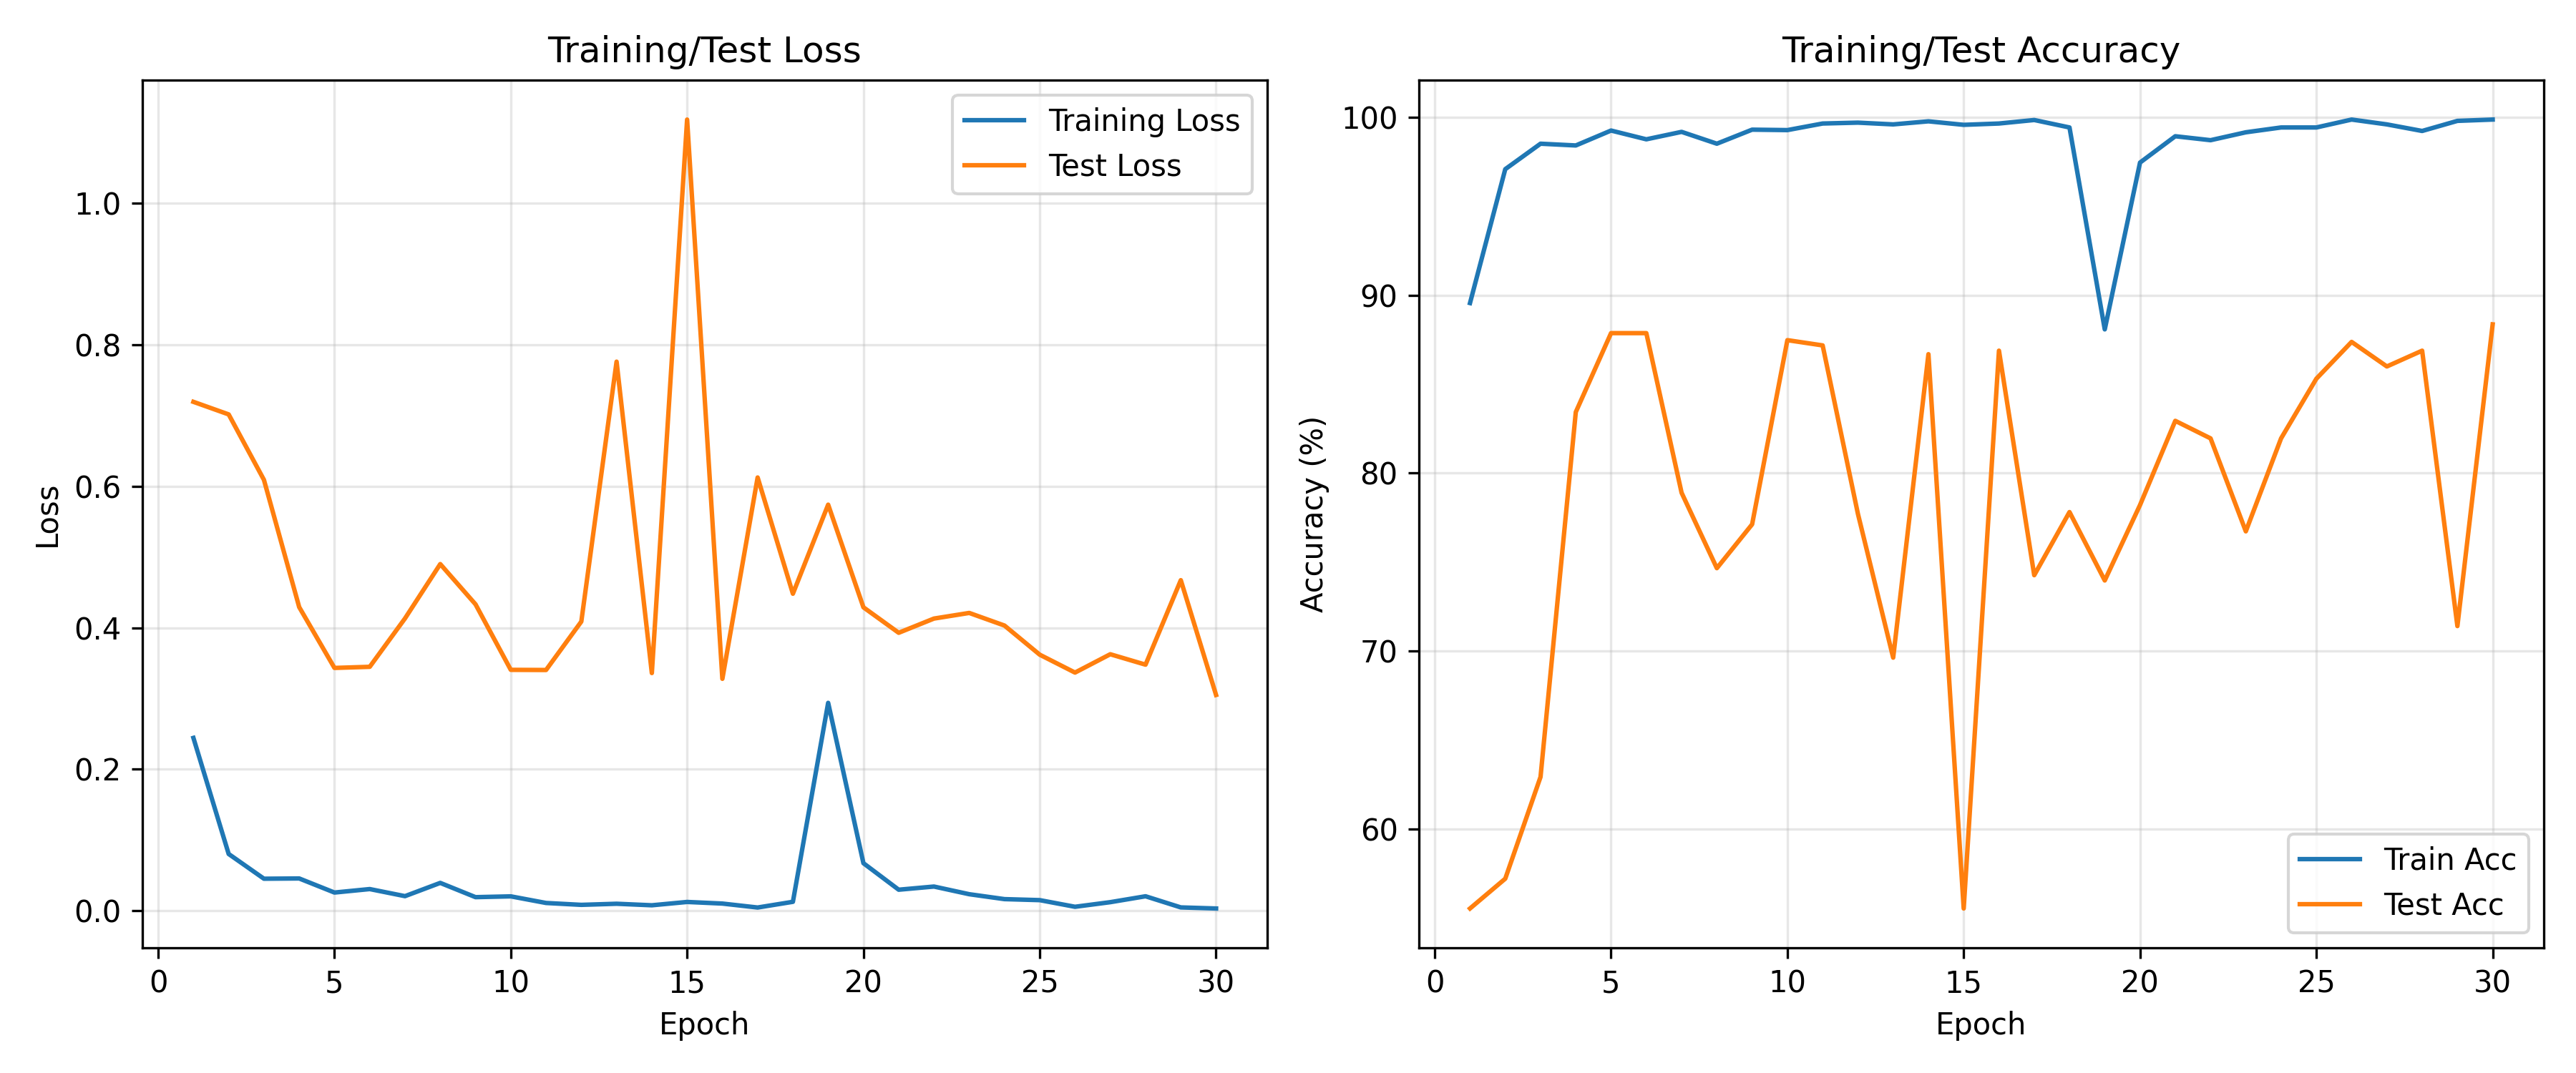 Training/Test Loss
Training Loss
Test Loss
Loss
1.0
0.8
0.6
0.4
0.2
0.0
0 5 10 15 20 25 30
Epoch
Training/Test Accuracy
Accuracy (%)
100
90
80
70
60
Train Acc
Test Acc
0 5 10 15 20 25 30
Epoch